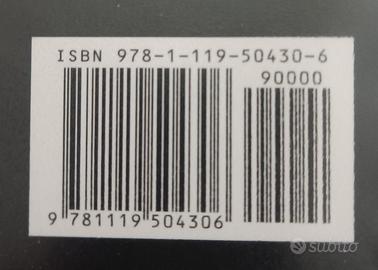 ISBN 978-1-119-50430-6
90000
9 781119 504306
subito